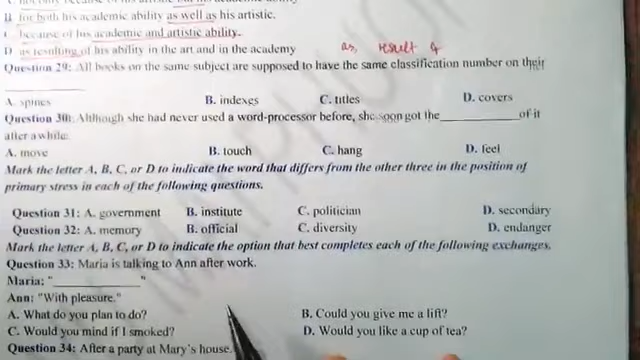 B for both his academic ability as well as his artistic.
C because of his academic and artistic ability.
D as resulting of his ability in the art and in the academy as result of
Question 29: All books on the same subject are supposed to have the same classification number on their
____________
A. spines B. indexes C. titles D. covers
Question 30: Although she had never used a word-processor before, she soon got the____________of it
after a while.
A. move B. touch C. hang D. feel
Mark the letter A, B, C, or D to indicate the word that differs from the other three in the position of
primary stress in each of the following questions.
Question 31: A. government B. institute C. politician D. secondary
Question 32: A. memory B. official C. diversity D. endanger
Mark the letter A, B, C, or D to indicate the option that best completes each of the following exchanges.
Question 33: Maria is talking to Ann after work.
Maria: "____________"
Ann: "With pleasure."
A. What do you plan to do? B. Could you give me a lift?
C. Would you mind if I smoked? D. Would you like a cup of tea?
Question 34: After a party at Mary's house.